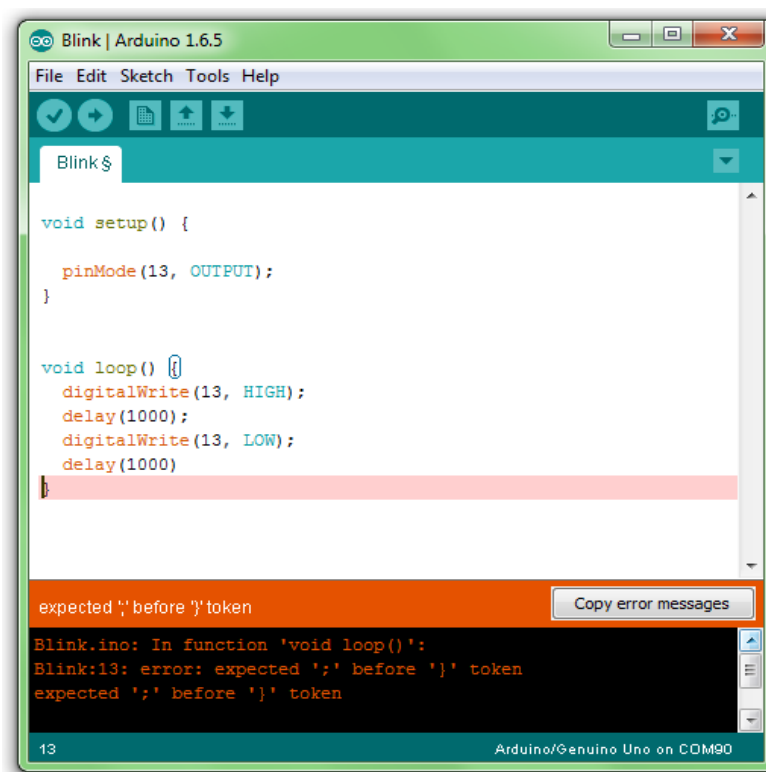 Blink | Arduino 1.6.5
File Edit Sketch Tools Help
Blink §
void setup() {
  pinMode(13, OUTPUT);
}
void loop() {
  digitalWrite(13, HIGH);
  delay(1000);
  digitalWrite(13, LOW);
  delay(1000)
}
expected ';' before '}' token
Copy error messages
Blink.ino: In function 'void loop()':
Blink:13: error: expected ';' before '}' token
expected ';' before '}' token
13
Arduino/Genuino Uno on COM90